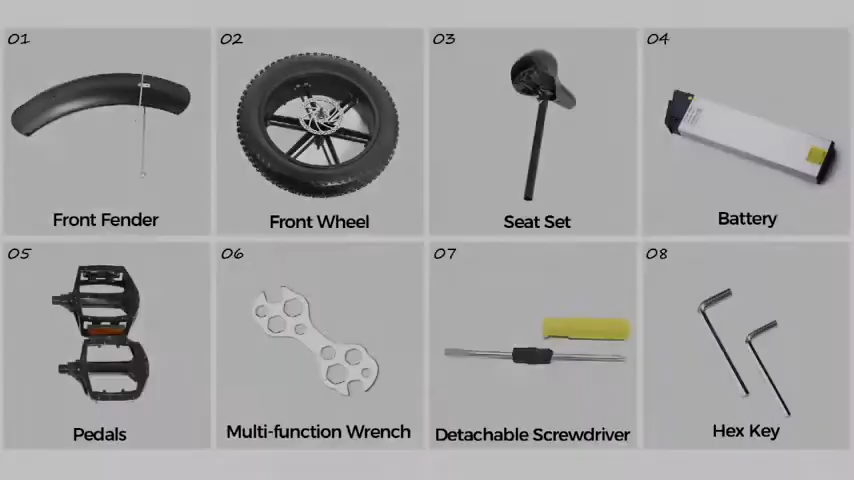 01
02
03
04
Front Fender
Front Wheel
Seat Set
Battery
05
06
07
08
Pedals
Multi-function Wrench
Detachable Screwdriver
Hex Key